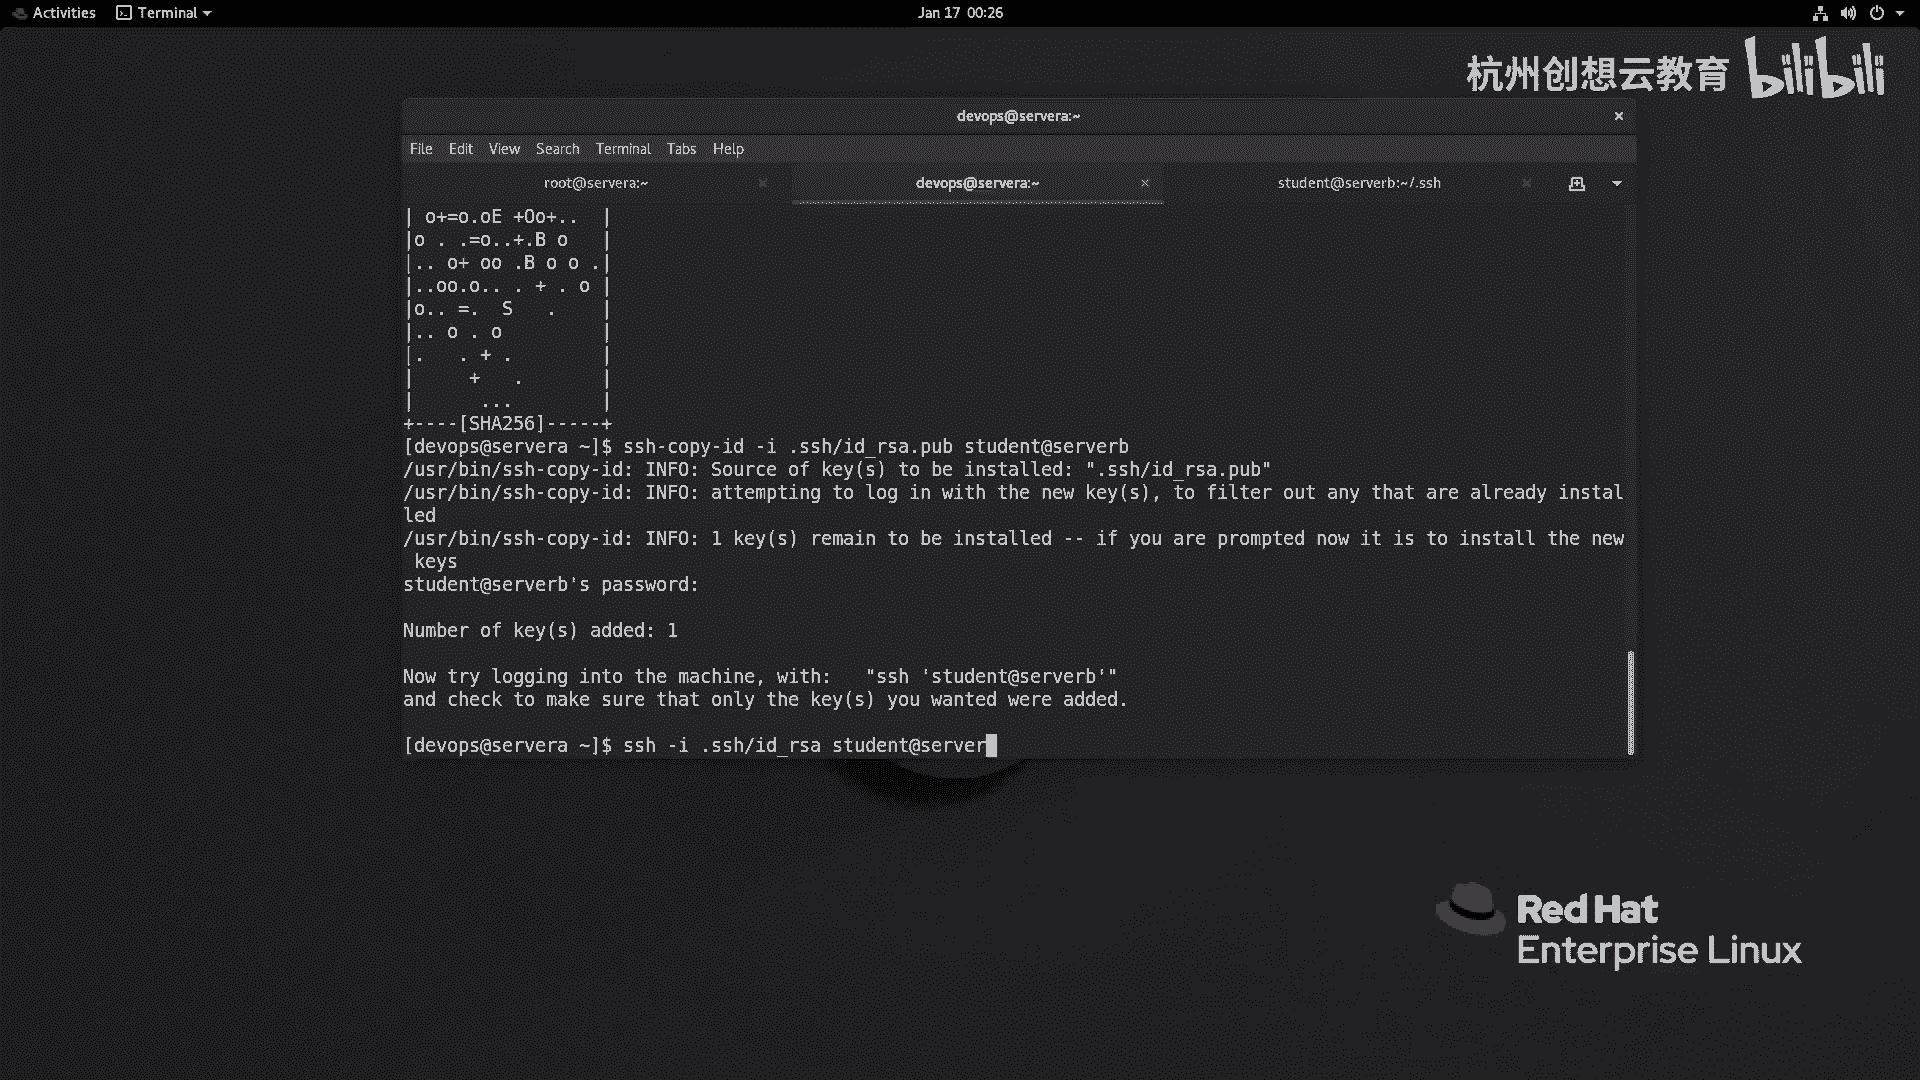 Activities Terminal Jan 17 00:26
杭州创想云教育 bilibili
devops@servera:~
File Edit View Search Terminal Tabs Help
root@servera:~ devops@servera:~ student@serverb:~/.ssh
| o+=o.oE +Oo+..  |
|o . .=o..+.B o   |
|.. o+ oo .B o o .|
|..oo.o.. . + . o |
|o.. =.  S   .    |
|.. o . o         |
|.   . + .        |
|     +   .       |
|      ...        |
+----[SHA256]-----+
[devops@servera ~]$ ssh-copy-id -i .ssh/id_rsa.pub student@serverb
/usr/bin/ssh-copy-id: INFO: Source of key(s) to be installed: ".ssh/id_rsa.pub"
/usr/bin/ssh-copy-id: INFO: attempting to log in with the new key(s), to filter out any that are already instal
led
/usr/bin/ssh-copy-id: INFO: 1 key(s) remain to be installed -- if you are prompted now it is to install the new
 keys
student@serverb's password:
Number of key(s) added: 1
Now try logging into the machine, with:   "ssh 'student@serverb'"
and check to make sure that only the key(s) you wanted were added.
[devops@servera ~]$ ssh -i .ssh/id_rsa student@server
Red Hat
Enterprise Linux